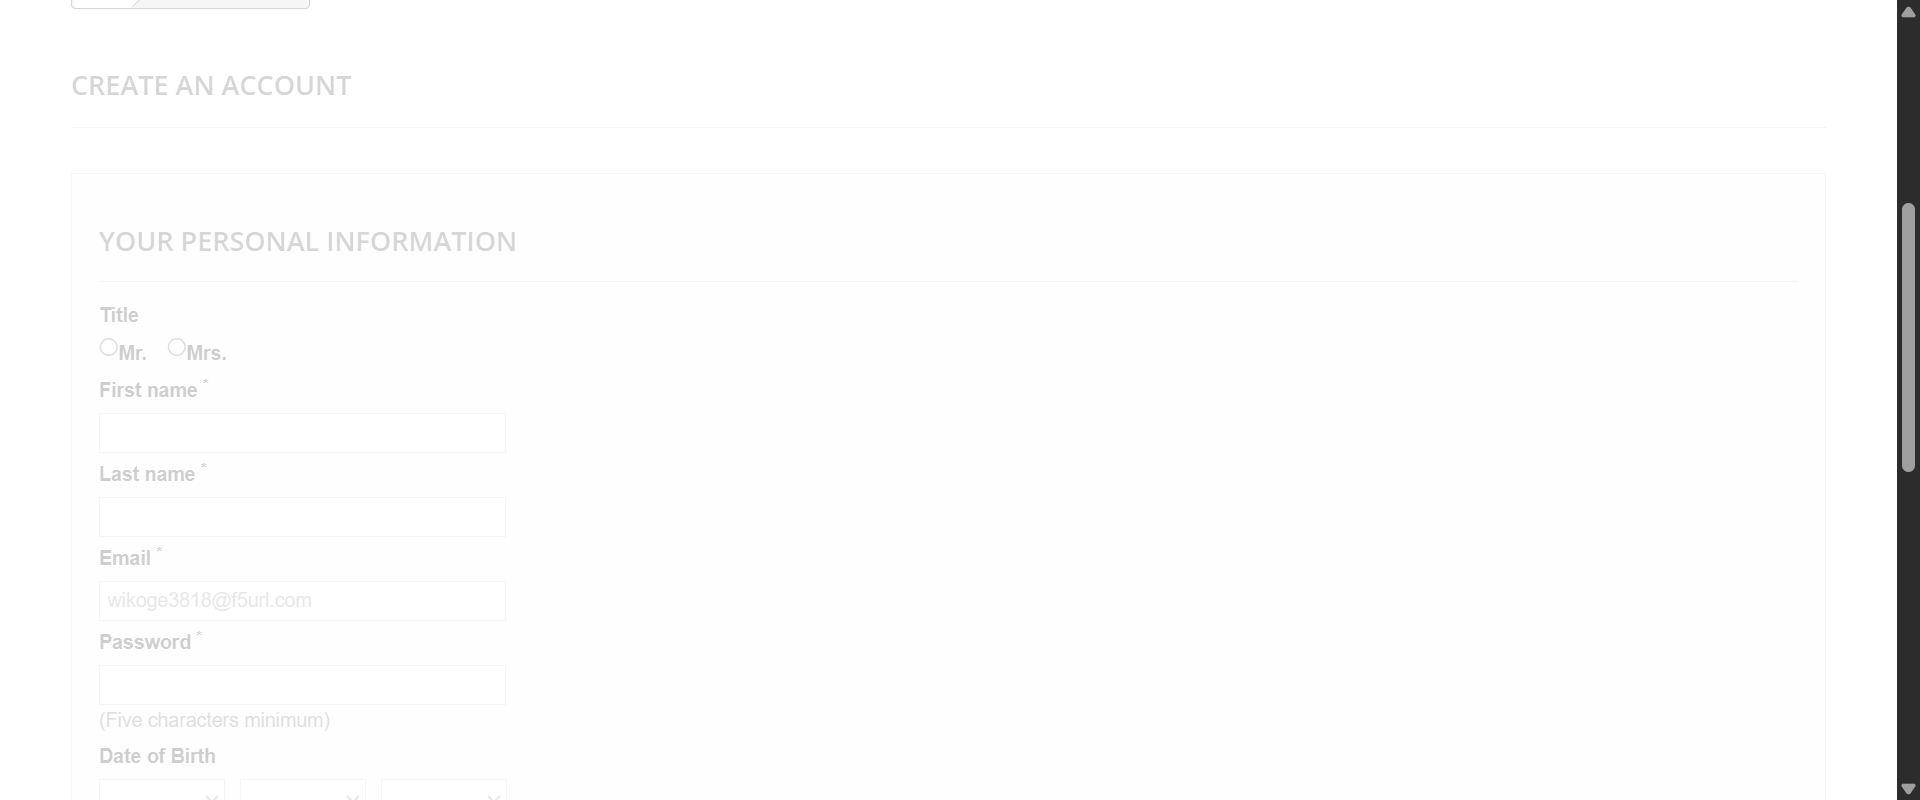 CREATE AN ACCOUNT
YOUR PERSONAL INFORMATION
Title
Mr. Mrs.
First name *
Last name *
Email *
wikoge3818@f5url.com
Password *
(Five characters minimum)
Date of Birth